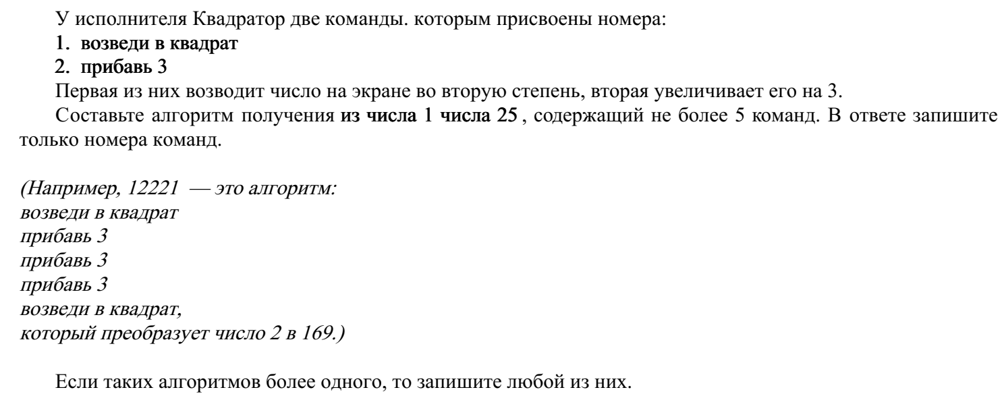 У исполнителя Квадратор две команды. которым присвоены номера:
1. возведи в квадрат
2. прибавь 3
Первая из них возводит число на экране во вторую степень, вторая увеличивает его на 3.
Составьте алгоритм получения из числа 1 числа 25 , содержащий не более 5 команд. В ответе запишите
только номера команд.
(Например, 12221 — это алгоритм:
возведи в квадрат
прибавь 3
прибавь 3
прибавь 3
возведи в квадрат,
который преобразует число 2 в 169.)
Если таких алгоритмов более одного, то запишите любой из них.